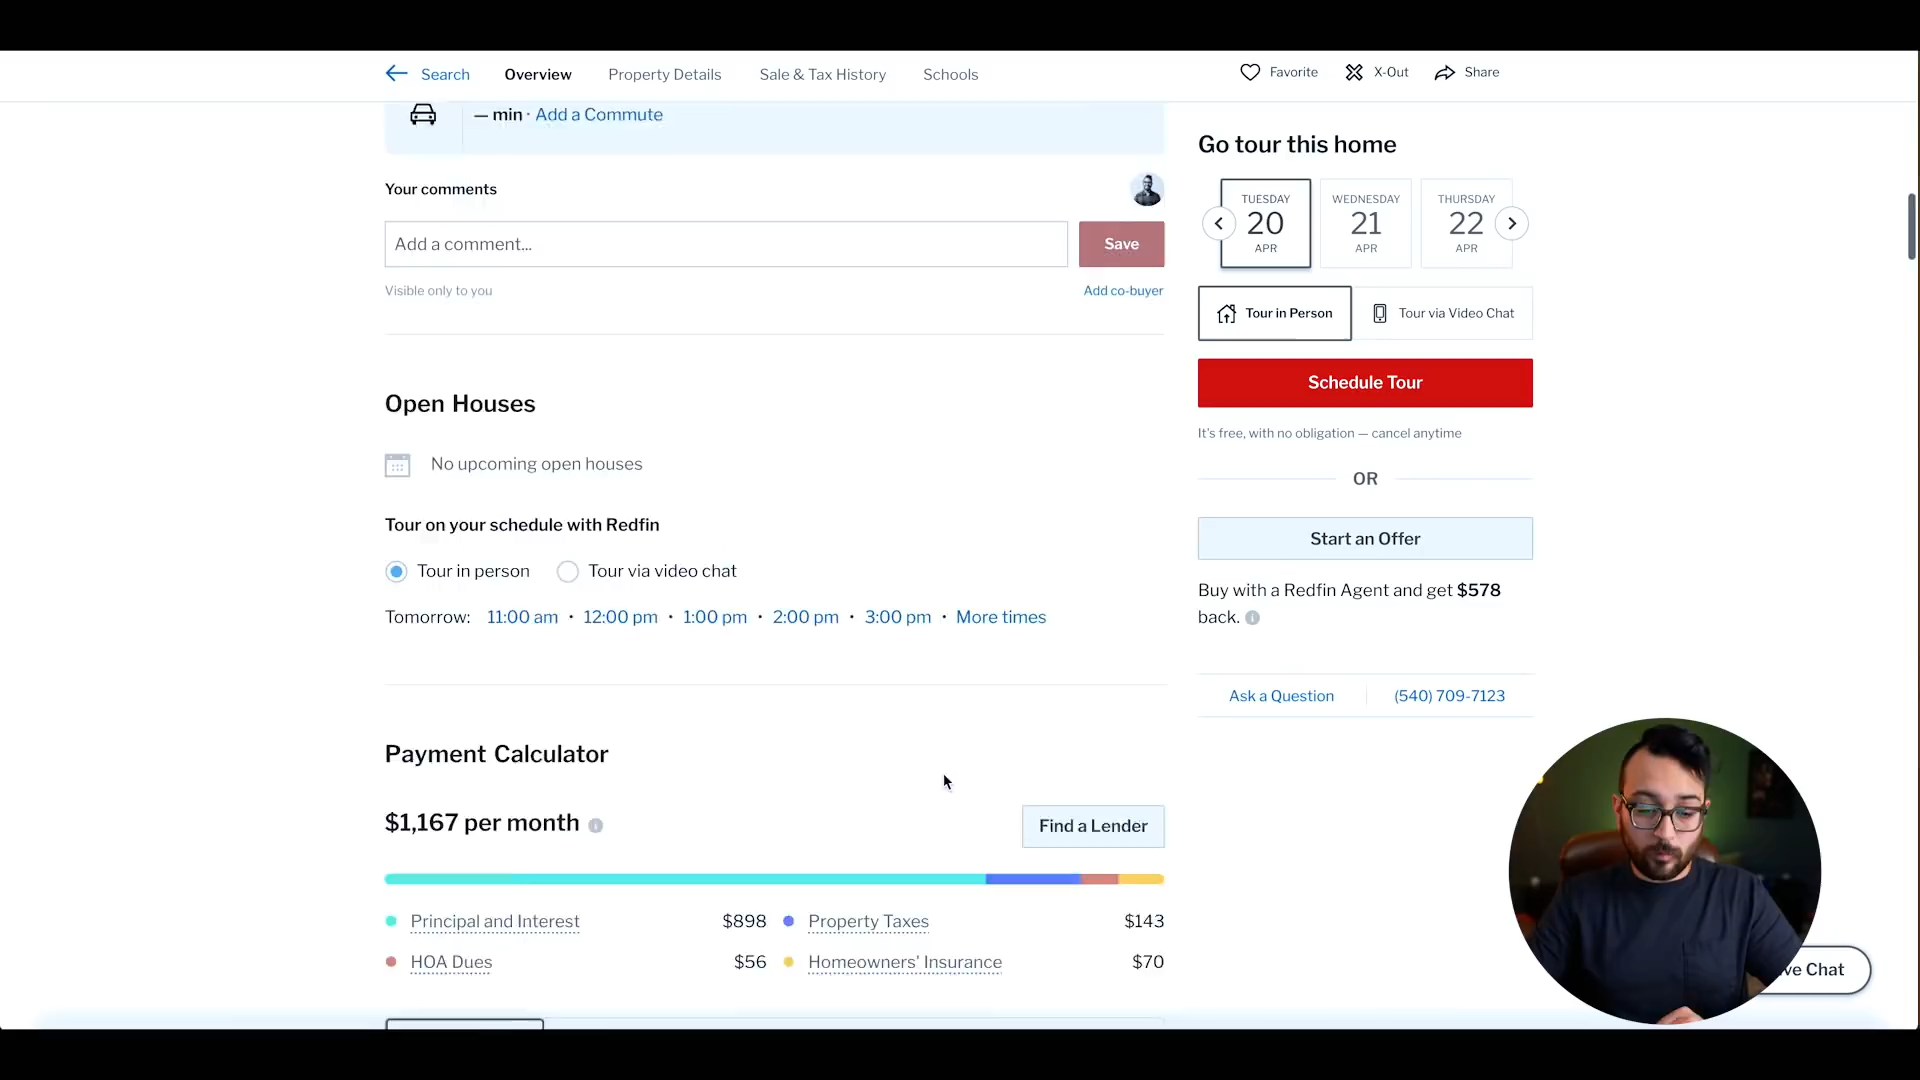 Search
Overview
Property Details
Sale & Tax History
Schools
Favorite
X-Out
Share
— min · Add a Commute
Your comments
Add a comment...
Save
Visible only to you
Add co-buyer
Open Houses
No upcoming open houses
Tour on your schedule with Redfin
Tour in person
Tour via video chat
Tomorrow: 11:00 am • 12:00 pm • 1:00 pm • 2:00 pm • 3:00 pm • More times
Payment Calculator
$1,167 per month
Find a Lender
Principal and Interest $898
Property Taxes $143
HOA Dues $56
Homeowners' Insurance $70
Go tour this home
TUESDAY
20
APR
WEDNESDAY
21
APR
THURSDAY
22
APR
Tour in Person
Tour via Video Chat
Schedule Tour
It's free, with no obligation — cancel anytime
OR
Start an Offer
Buy with a Redfin Agent and get $578
back.
Ask a Question
(540) 709-7123
Chat